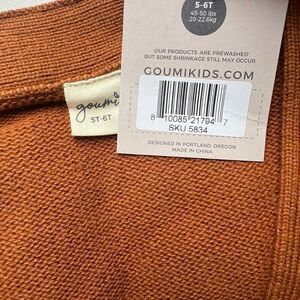 5-6T
45-50 lbs
20-22.6kg
OUR PRODUCTS ARE PREWASHED
BUT SOME SHRINKAGE STILL MAY OCCUR
GOUMIKIDS.COM
8 10085 21794 7
SKU 5834
DESIGNED IN PORTLAND, OREGON
MADE IN CHINA
goumi
5T-6T